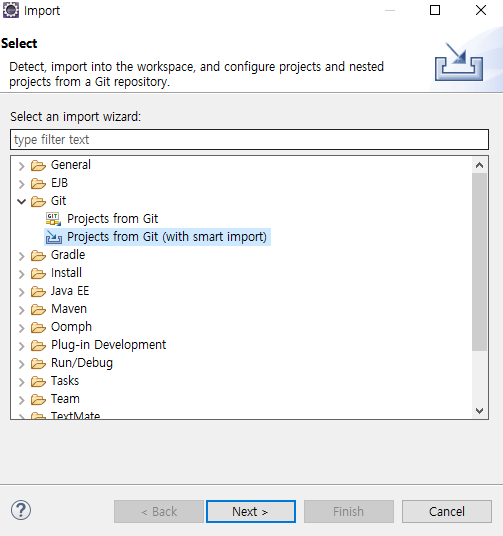 Import
Select
Detect, import into the workspace, and configure projects and nested
projects from a Git repository.
Select an import wizard:
type filter text
General
EJB
Git
GIT
Projects from Git
Projects from Git (with smart import)
Gradle
Install
Java EE
Maven
Oomph
Plug-in Development
Run/Debug
Tasks
Team
TextMate
?
< Back
Next >
Finish
Cancel